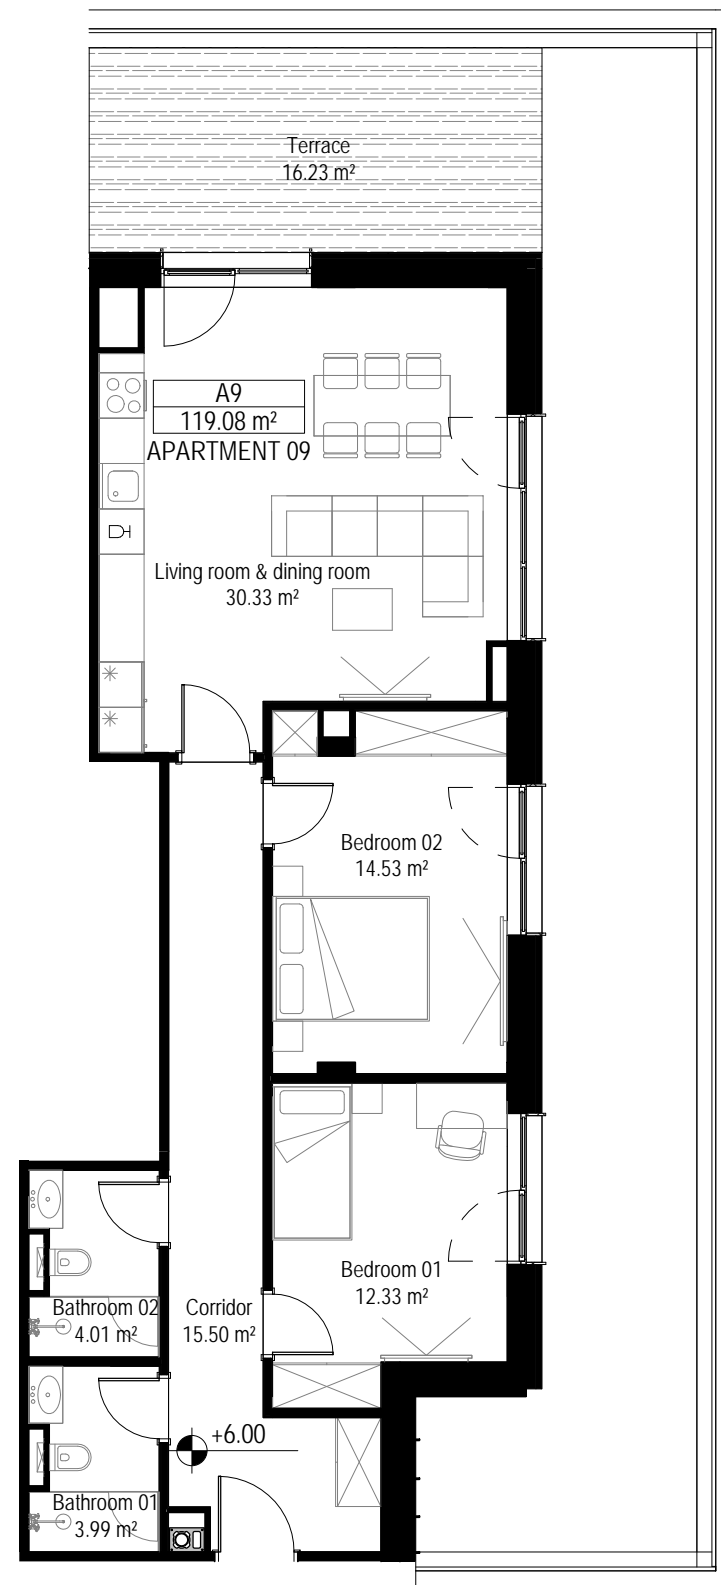 Terrace
16.23 m²
A9
119.08 m²
APARTMENT 09
Living room & dining room
30.33 m²
Bedroom 02
14.53 m²
Bedroom 01
12.33 m²
Bathroom 02
4.01 m²
Corridor
15.50 m²
+6.00
Bathroom 01
3.99 m²